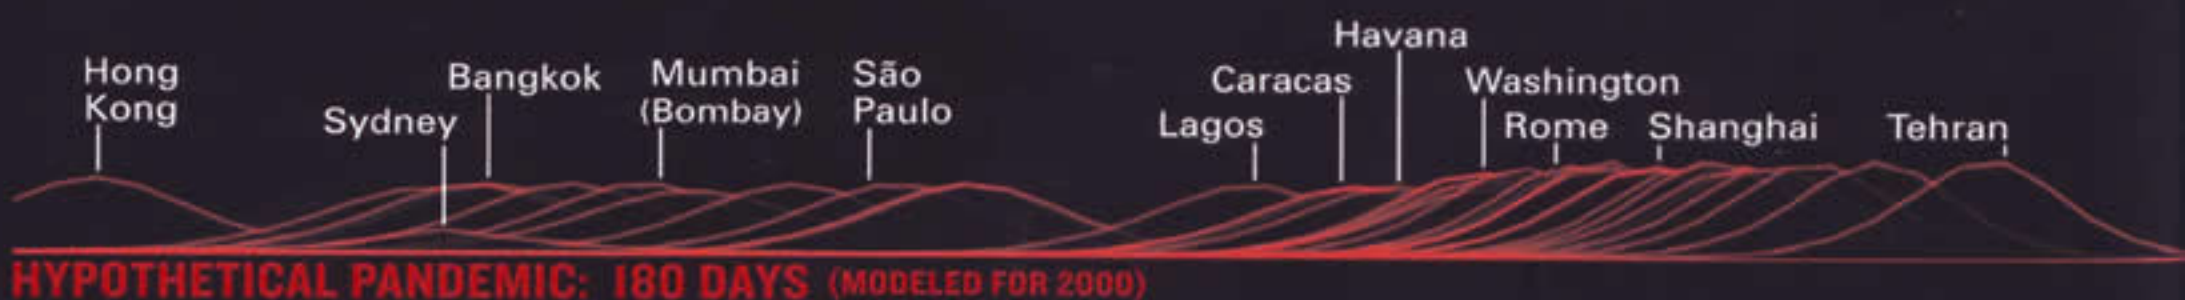 Hong
Kong
Sydney
Bangkok
Mumbai
(Bombay)
São
Paulo
Lagos
Caracas
Havana
Washington
Rome
Shanghai
Tehran
HYPOTHETICAL PANDEMIC: 180 DAYS (MODELED FOR 2000)